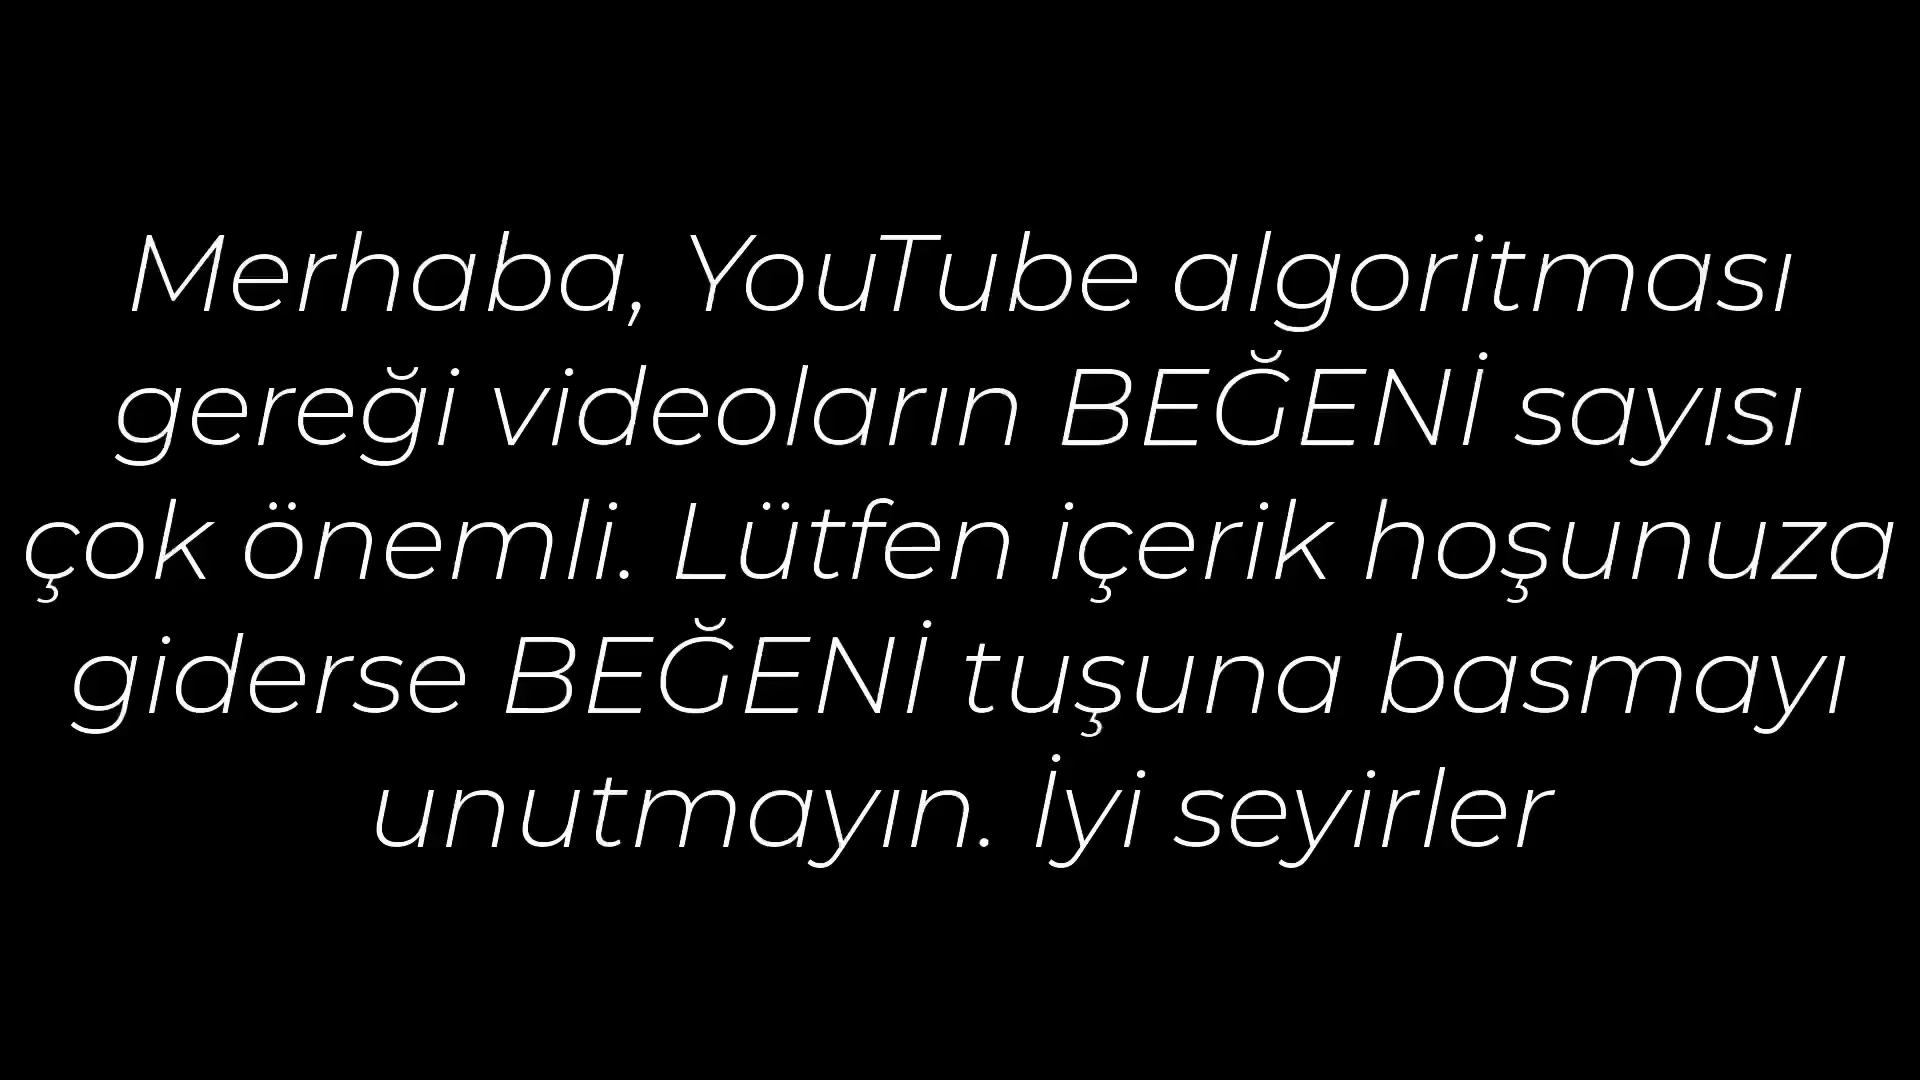 Merhaba, YouTube algoritması
gereği videoların BEĞENİ sayısı
çok önemli. Lütfen içerik hoşunuza
giderse BEĞENİ tuşuna basmayı
unutmayın. İyi seyirler